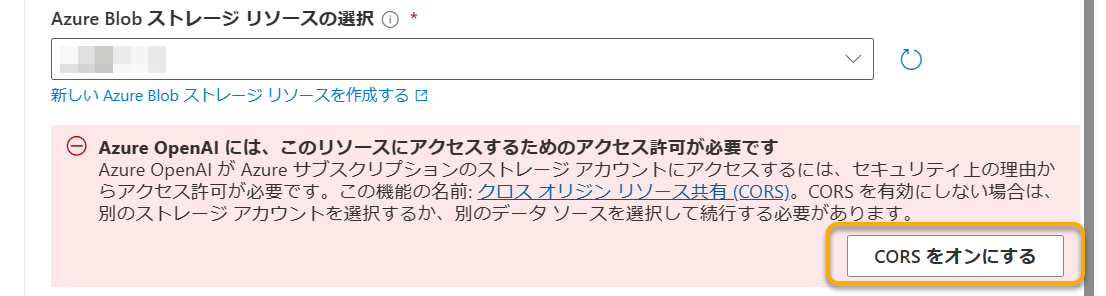 Azure Blob ストレージ リソースの選択 *
新しい Azure Blob ストレージ リソースを作成する
Azure OpenAI には、このリソースにアクセスするためのアクセス許可が必要です
Azure OpenAI が Azure サブスクリプションのストレージ アカウントにアクセスするには、セキュリティ上の理由か
らアクセス許可が必要です。この機能の名前: クロス オリジン リソース共有 (CORS)。CORS を有効にしない場合は、
別のストレージ アカウントを選択するか、別のデータ ソースを選択して続行する必要があります。
CORS をオンにする